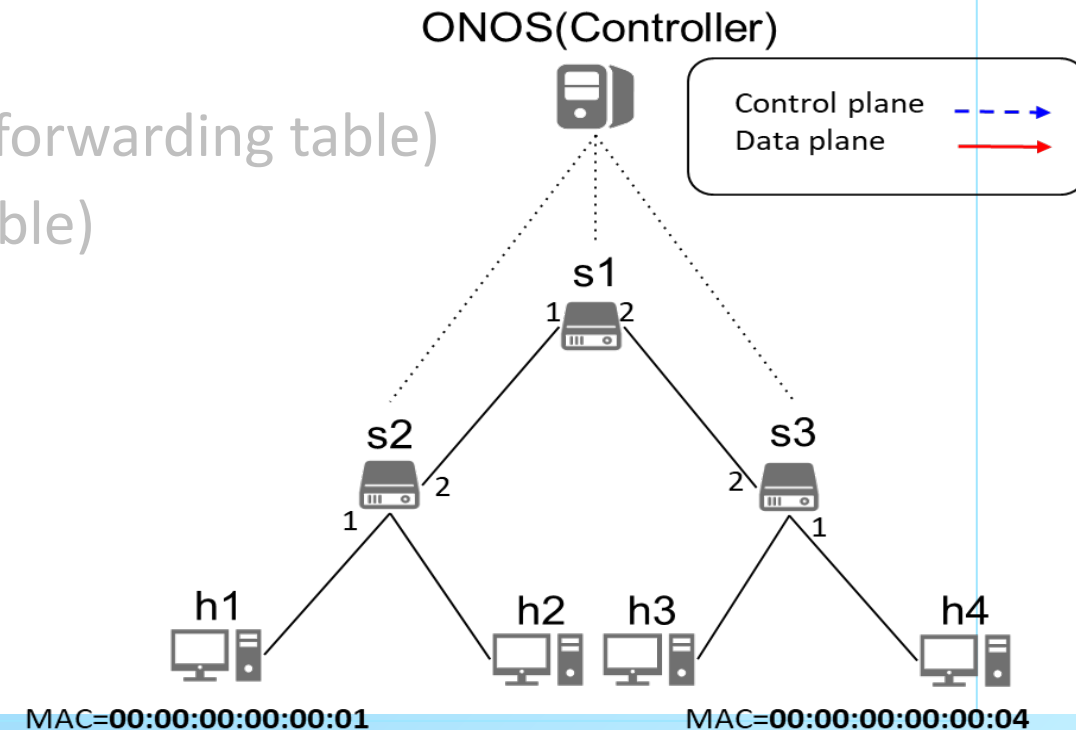 ONOS(Controller)
Control plane
Data plane
forwarding table)
ble)
s1
1 2
s2
s3
2
2
1
1
h1
h2
h3
h4
MAC=00:00:00:00:00:01
MAC=00:00:00:00:00:04